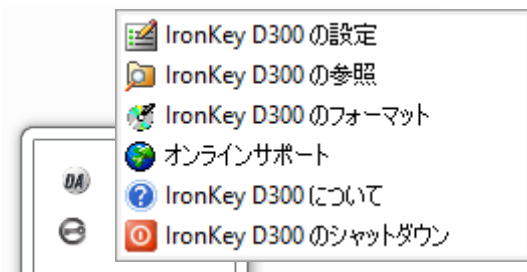 IronKey D300 の設定
IronKey D300 の参照
IronKey D300 のフォーマット
オンラインサポート
IronKey D300 について
IronKey D300 のシャットダウン
DA